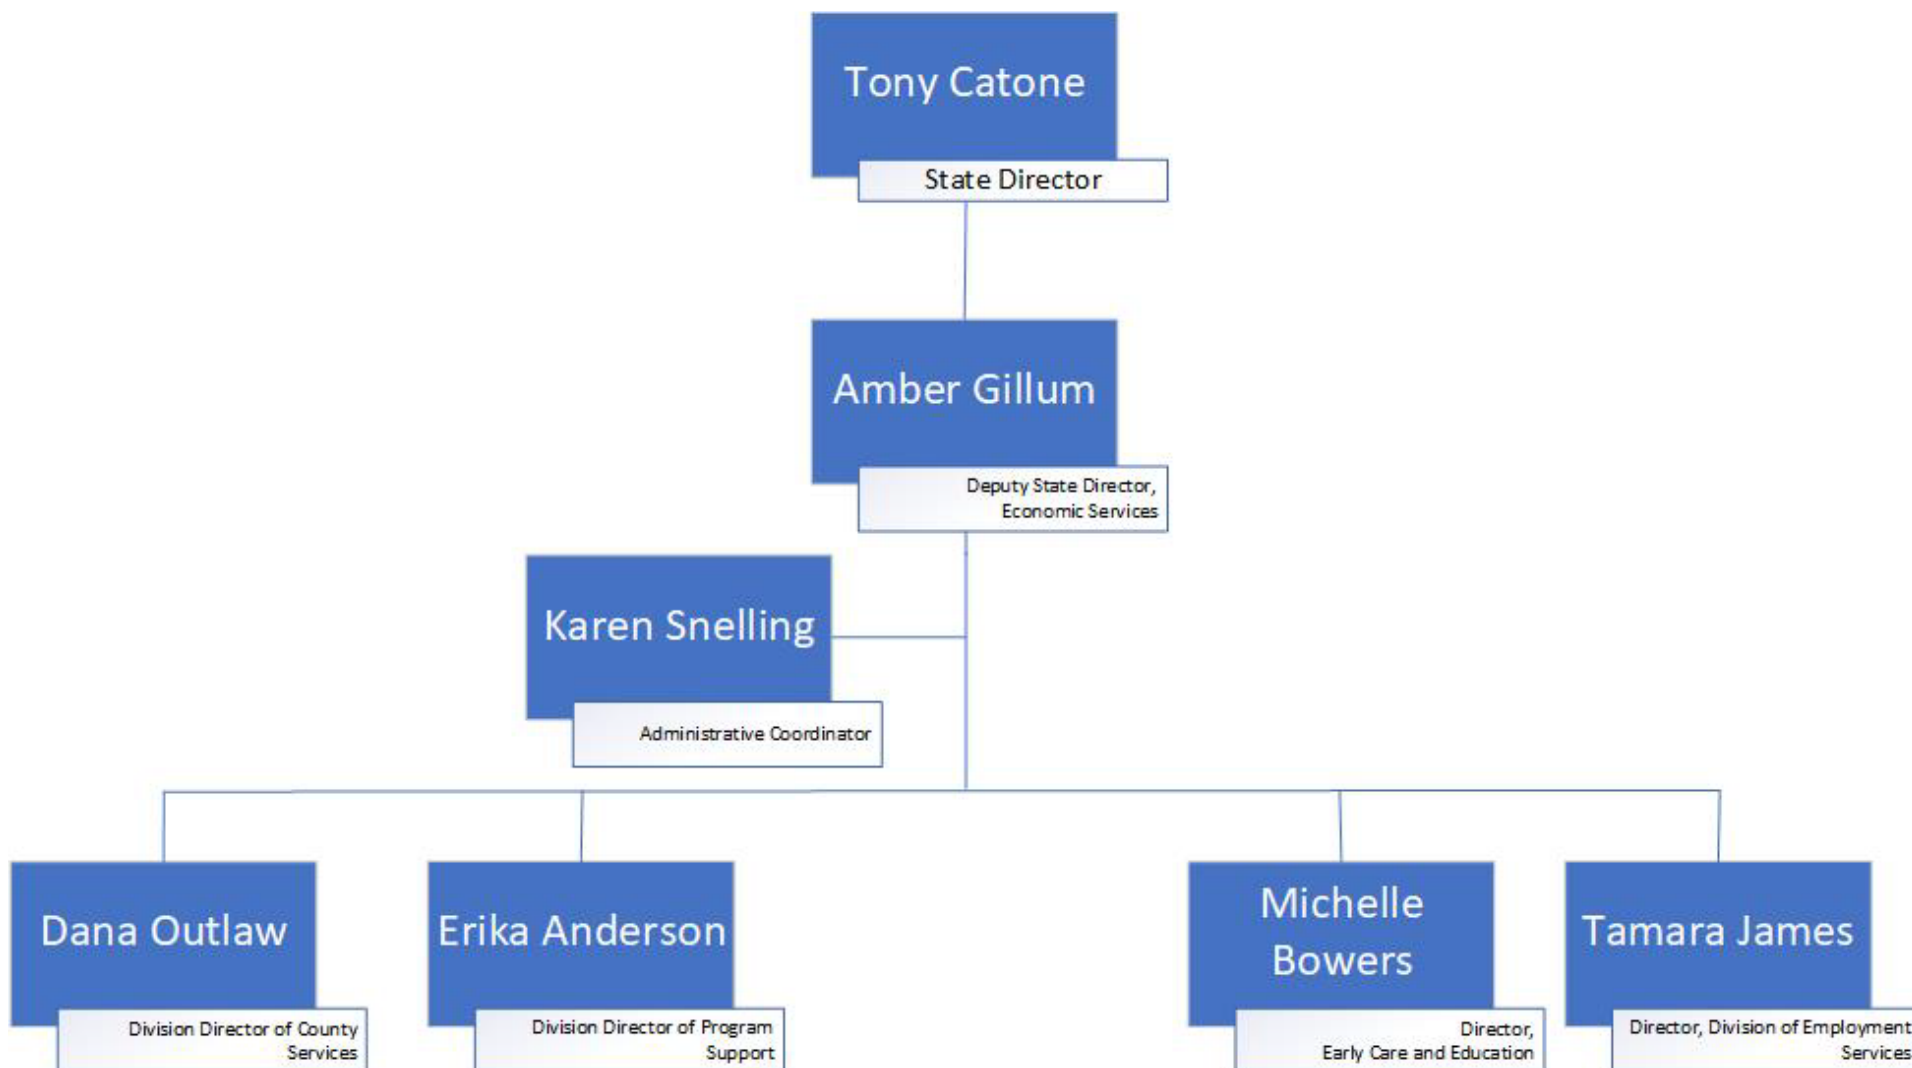 Tony Catone
State Director
Amber Gillum
Deputy State Director,
Economic Services
Karen Snelling
Administrative Coordinator
Dana Outlaw
Division Director of County
Services
Erika Anderson
Division Director of Program
Support
Michelle
Bowers
Director,
Early Care and Education
Tamara James
Director, Division of Employment
Services